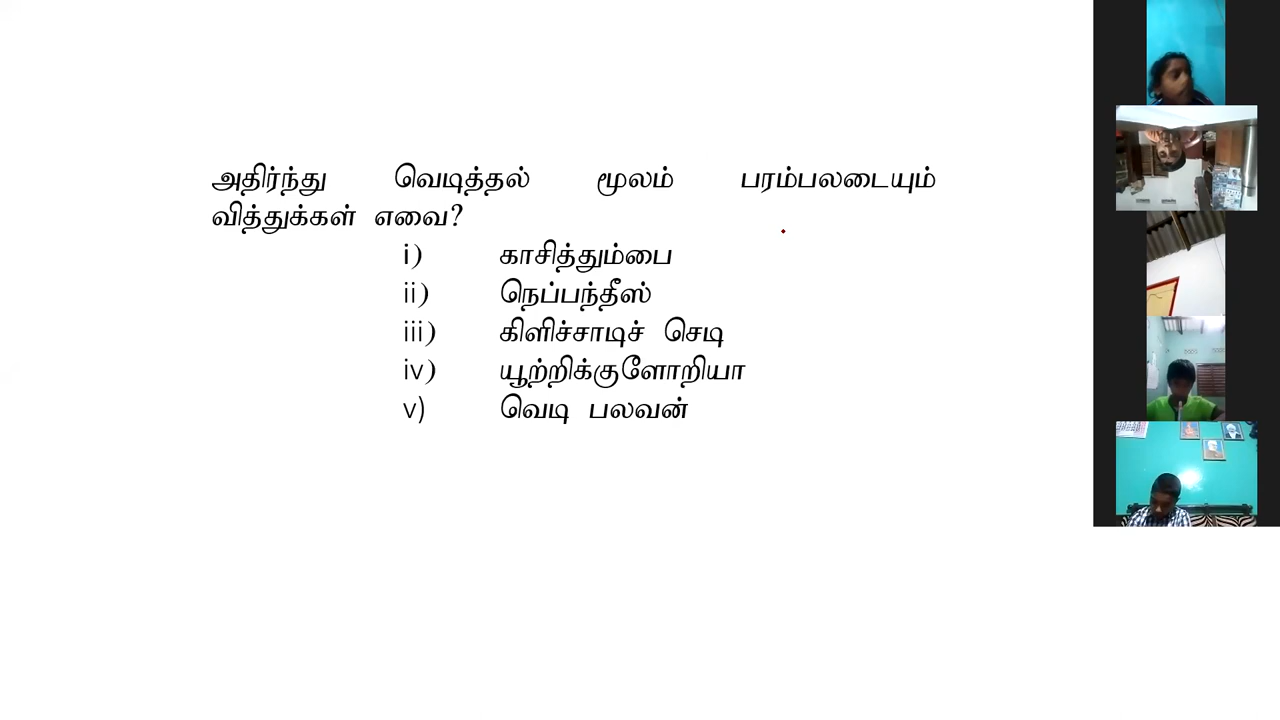 அதிர்ந்து வெடித்தல் மூலம் பரம்பலடையும்
வித்துக்கள் எவை?
i) காசித்தும்பை
ii) நெப்பந்தீஸ்
iii) கிளிச்சாடிச் செடி
iv) யூற்றிக்குளோறியா
v) வெடி பலவன்